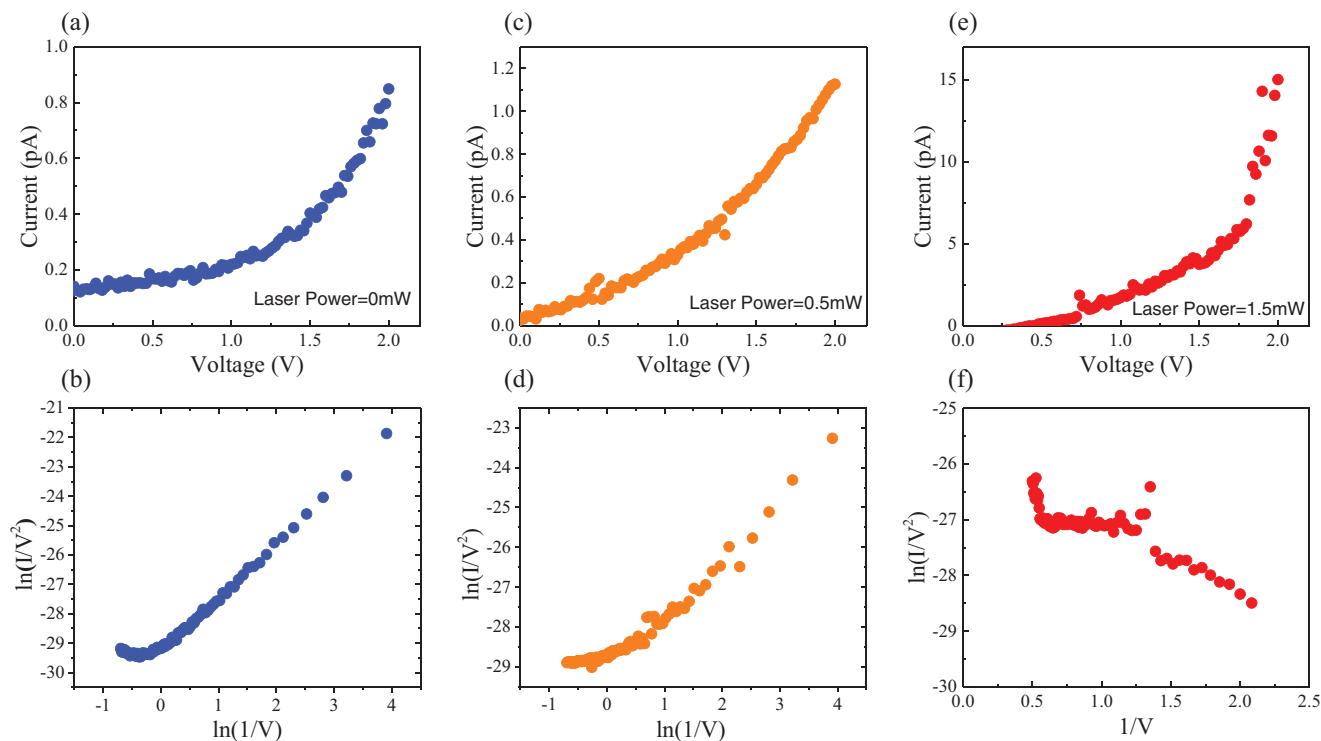 (a)
1.0
0.8
0.6
0.4
0.2
0.0
Current (pA)
0.0 0.5 1.0 1.5 2.0
Voltage (V)
Laser Power=0mW
(c)
1.2
1.0
0.8
0.6
0.4
0.2
0.0
Current (pA)
0.0 0.5 1.0 1.5 2.0
Voltage (V)
Laser Power=0.5mW
(e)
15
10
5
0
Current (pA)
0.0 0.5 1.0 1.5 2.0
Voltage (V)
Laser Power=1.5mW
(b)
-21
-22
-23
-24
-25
-26
-27
-28
-29
-30
ln(I/V²)
-1 0 1 2 3 4
ln(1/V)
(d)
-23
-24
-25
-26
-27
-28
-29
ln(I/V²)
-1 0 1 2 3 4
ln(1/V)
(f)
-25
-26
-27
-28
-29
-30
ln(I/V²)
0.0 0.5 1.0 1.5 2.0 2.5
1/V